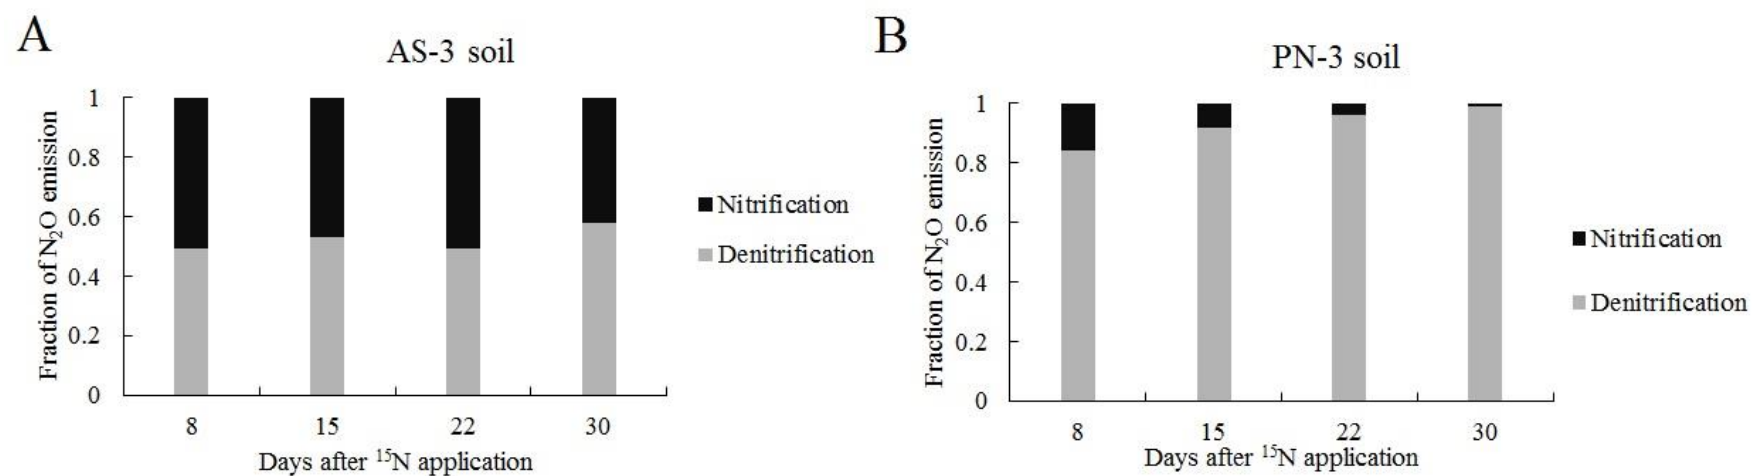 A
AS-3 soil
Fraction of N₂O emission
1
0.8
0.6
0.4
0.2
0
8 15 22 30
Days after ¹⁵N application
Nitrification
Denitrification
B
PN-3 soil
Fraction of N₂O emission
1
0.8
0.6
0.4
0.2
0
8 15 22 30
Days after ¹⁵N application
Nitrification
Denitrification